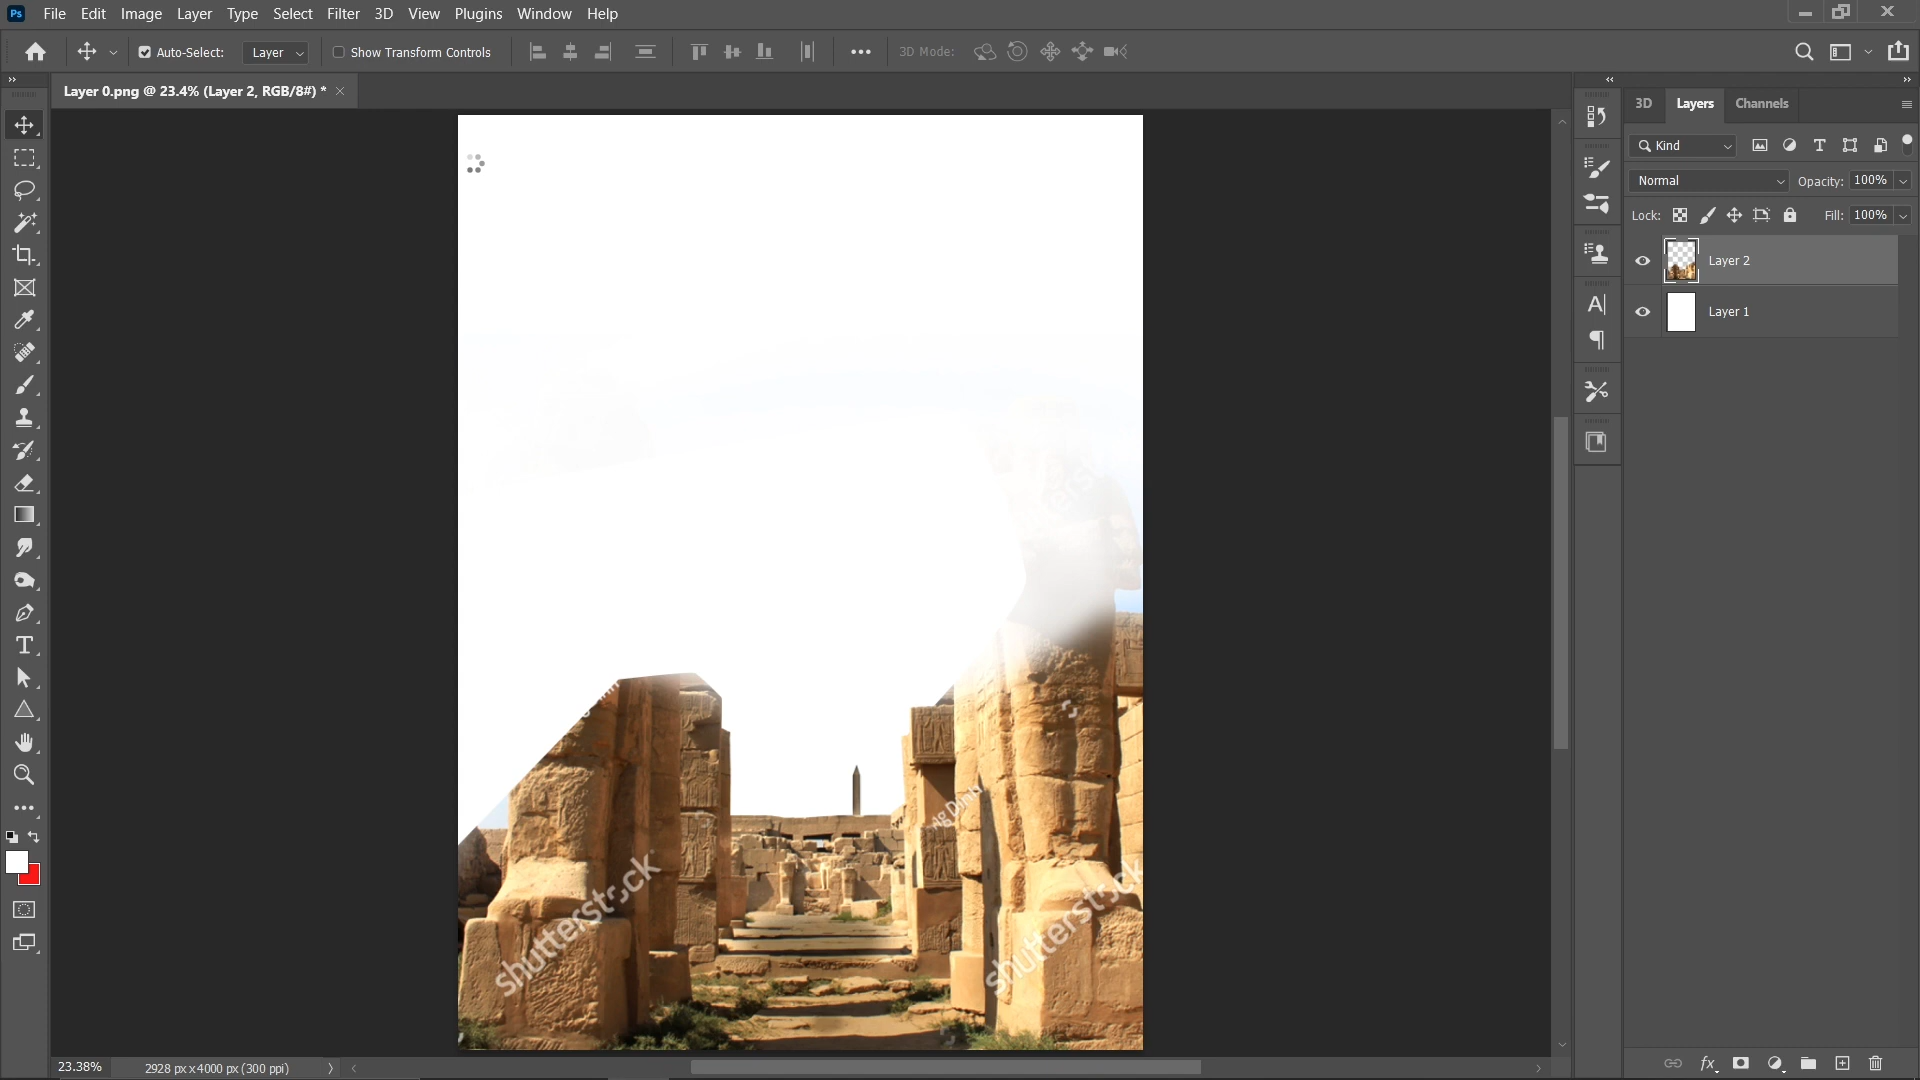 Ps File Edit Image Layer Type Select Filter 3D View Plugins Window Help
Auto-Select: Layer Show Transform Controls 3D Mode:
Layer 0.png @ 23.4% (Layer 2, RGB/8#) *
3D Layers Channels
Kind
Normal Opacity: 100%
Lock: Fill: 100%
Layer 2
Layer 1
shutterstock
shutterstock
23.38% 2928 px x 4000 px (300 ppi)
fx